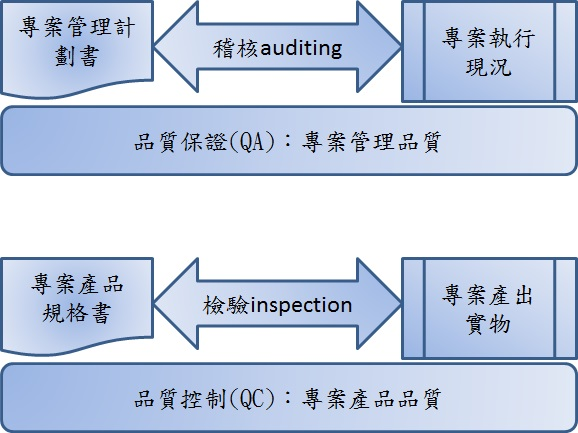 專案管理計
劃書
稽核auditing
專案執行
現況
品質保證(QA)：專案管理品質
專案產品
規格書
檢驗inspection
專案產出
實物
品質控制(QC)：專案產品品質